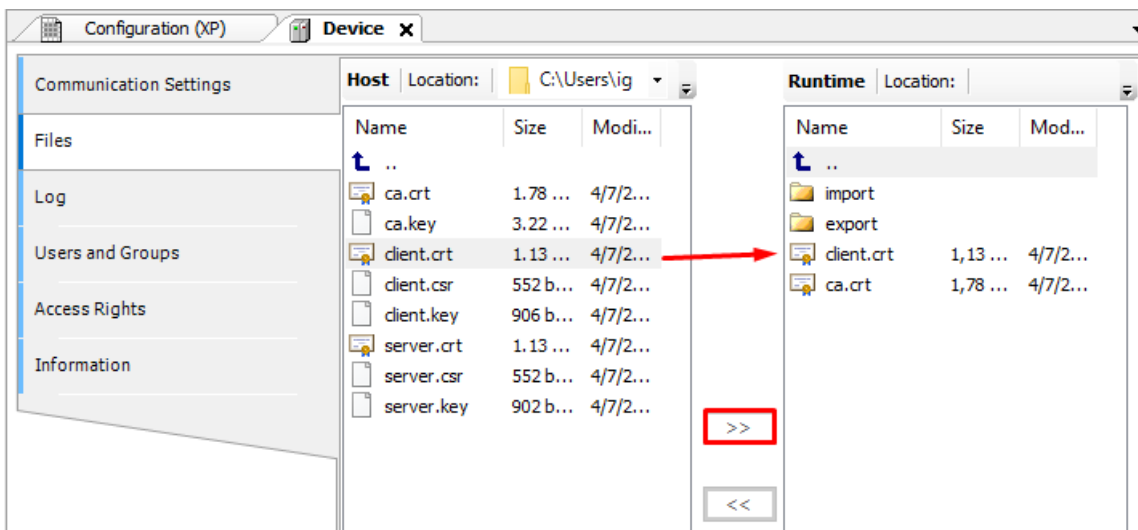 Configuration (XP) Device
Communication Settings
Files
Log
Users and Groups
Access Rights
Information
Host Location: C:\Users\ig
Name Size Modi...
..
ca.crt 1.78 ... 4/7/2...
ca.key 3.22 ... 4/7/2...
client.crt 1.13 ... 4/7/2...
client.csr 552 b... 4/7/2...
client.key 906 b... 4/7/2...
server.crt 1.13 ... 4/7/2...
server.csr 552 b... 4/7/2...
server.key 902 b... 4/7/2...
>>
<<
Runtime Location:
Name Size Mod...
..
import
export
client.crt 1,13 ... 4/7/2...
ca.crt 1,78 ... 4/7/2...